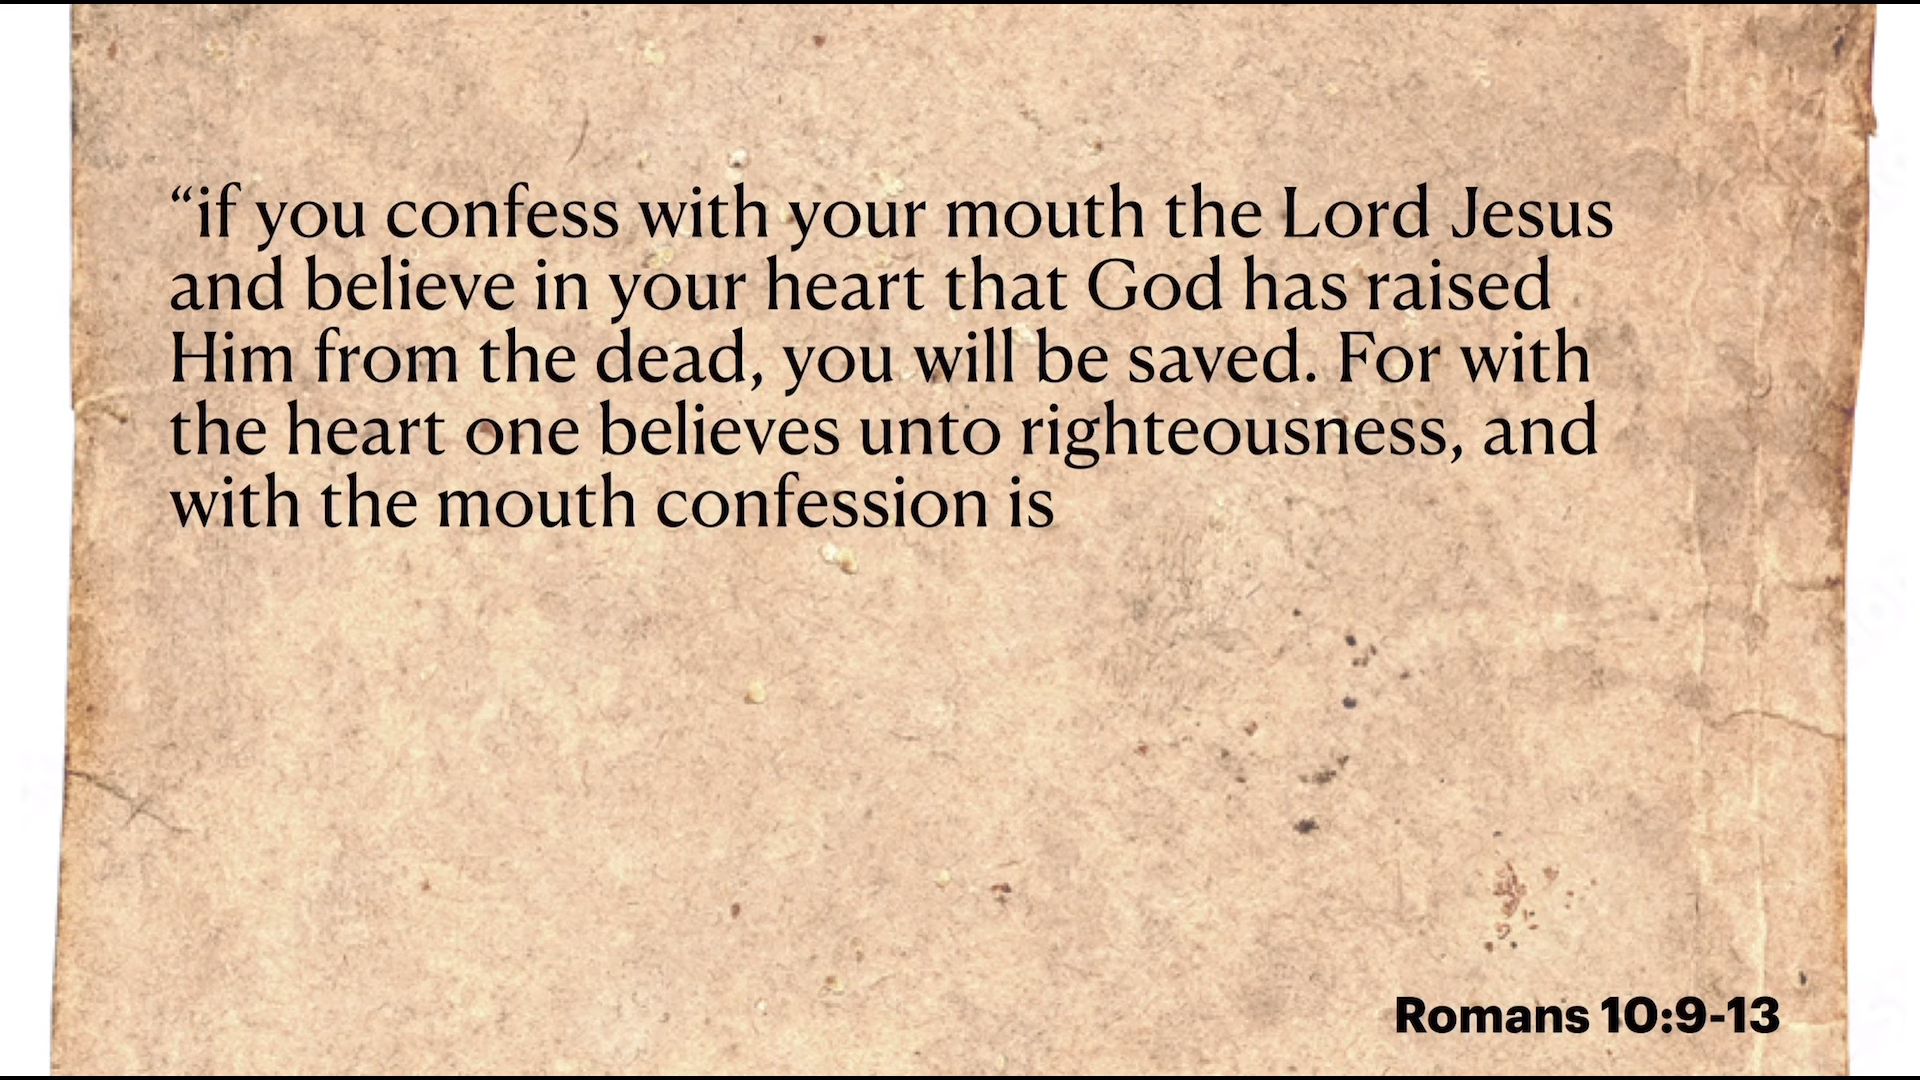 “if you confess with your mouth the Lord Jesus
and believe in your heart that God has raised
Him from the dead, you will be saved. For with
the heart one believes unto righteousness, and
with the mouth confession is
Romans 10:9-13